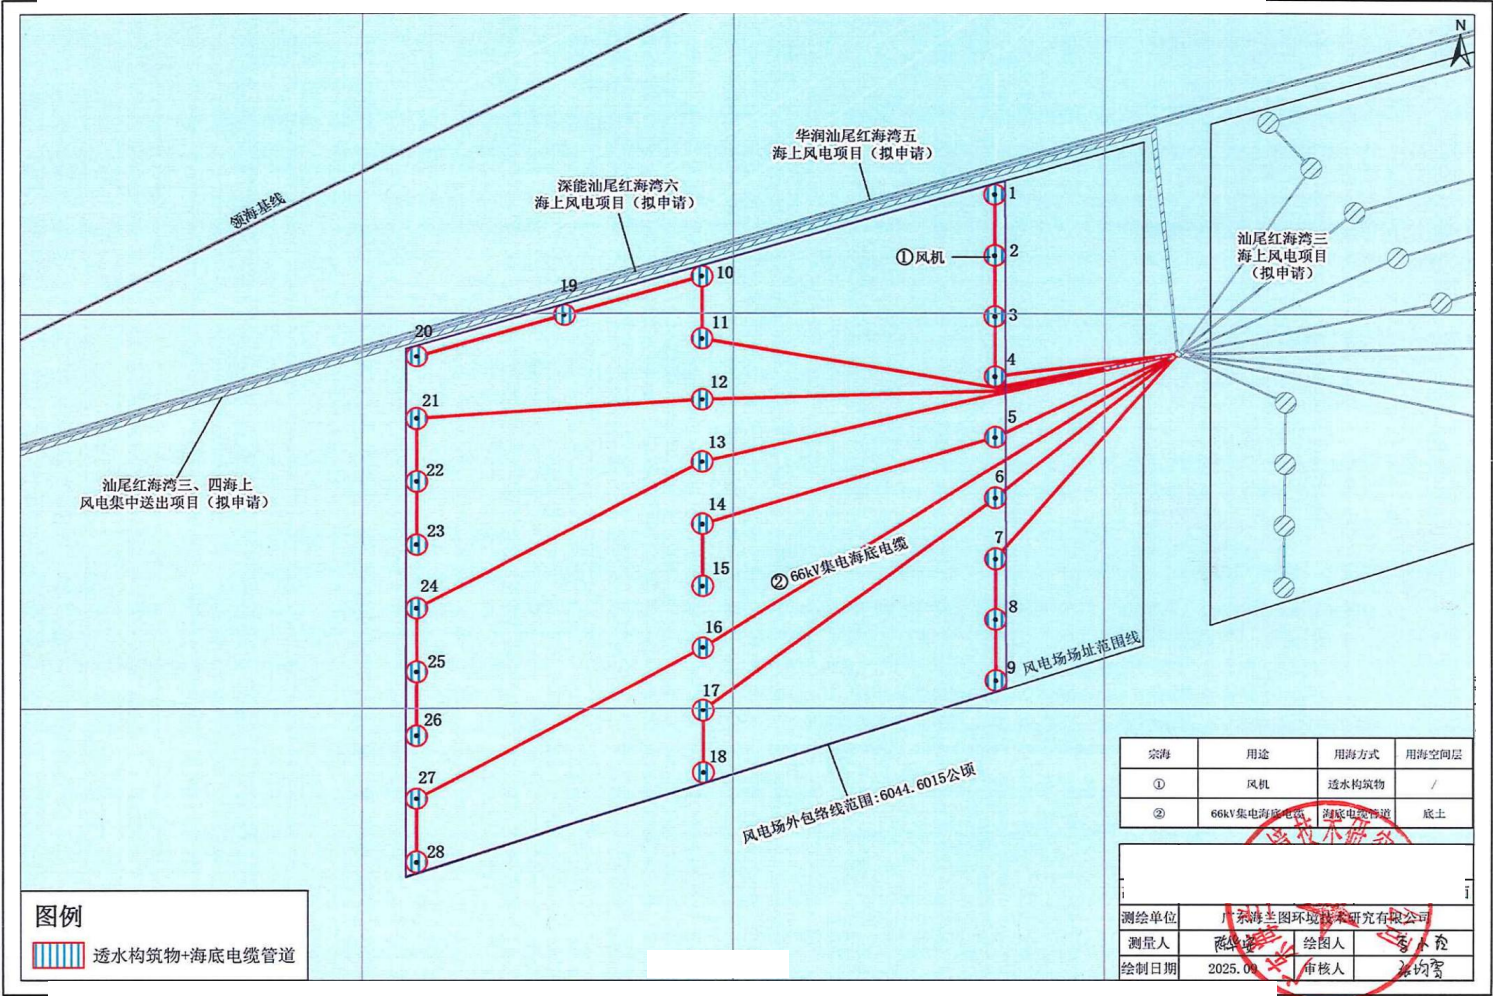 N
华润汕尾红海湾五
海上风电项目（拟申请）
深能汕尾红海湾六
海上风电项目（拟申请）
领海基线
汕尾红海湾三
海上风电项目
（拟申请）
①风机
1
2
3
4
5
6
7
8
9
10
11
12
13
14
15
16
17
18
19
20
21
22
23
24
25
26
27
28
汕尾红海湾三、四海上
风电集中送出项目（拟申请）
②66kV集电海底电缆
风电场场址范围线
风电场外包络线范围:6044.6015公顷
宗海 用途 用海方式 用海空间层
① 风机 透水构筑物 /
② 66kV集电海底电缆 海底电缆管道 底土
测绘单位 广东海兰图环境技术研究有限公司
测量人 绘图人
绘制日期 2025.09 审核人
图例
透水构筑物+海底电缆管道